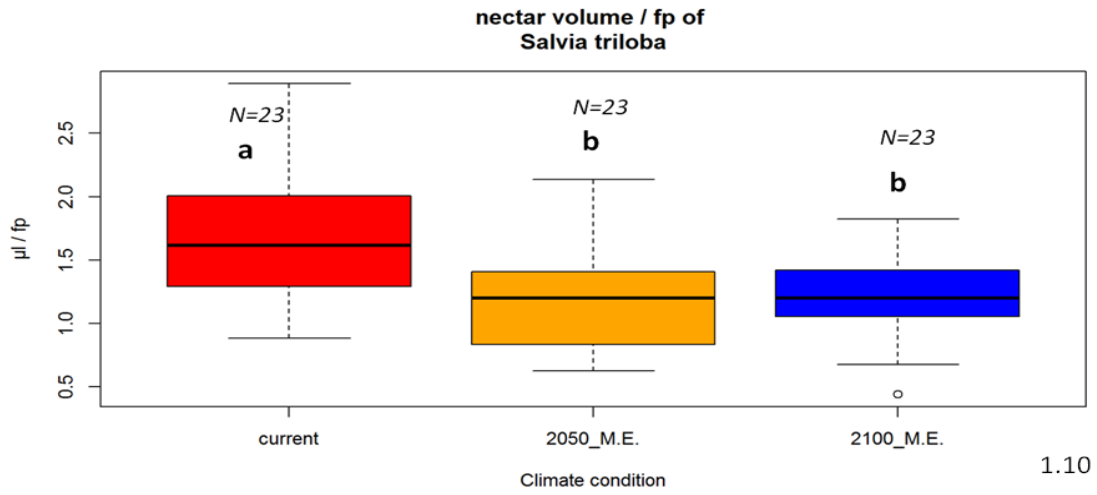 nectar volume / fp of
Salvia triloba
N=23
N=23
N=23
a
b
b
µl / fp
2.5
2.0
1.5
1.0
0.5
current
2050_M.E.
2100_M.E.
Climate condition
1.10